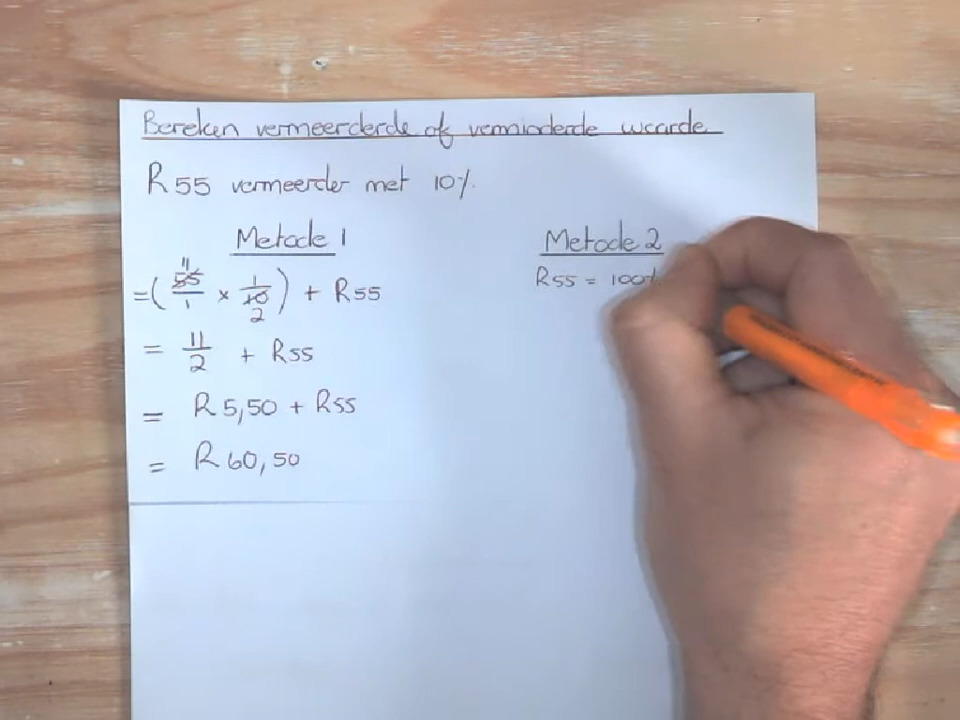 Bereken vermeerderde of verminderde waarde
R55 vermeerder met 10%.
Metode 1
= ( 55/1 11 × 1/10 2 ) + R55
= 11/2 + R55
= R5,50 + R55
= R60,50
Metode 2
R55 = 100%